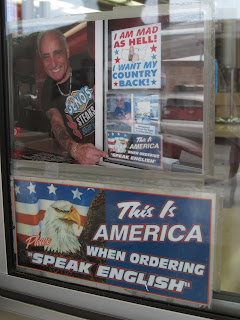 I AM MAD
AS HELL!
I WANT MY
COUNTRY
BACK!
This Is
A AMERICA
WHEN ORDERING
"SPEAK ENGLISH"
STEAKS
This Is
AMERICA
WHEN ORDERING
Please
"SPEAK ENGLISH"